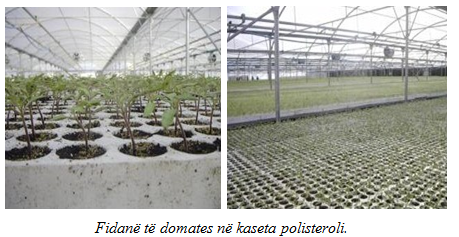 Fidanë të domates në kaseta polisteroli.